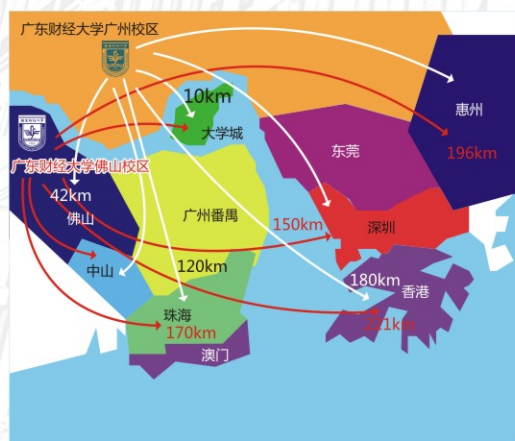 广东财经大学广州校区
10km
大学城
惠州
东莞
196km
广东财经大学佛山校区
42km
佛山
广州番禺
150km
深圳
中山
120km
180km
香港
珠海
170km
221km
澳门